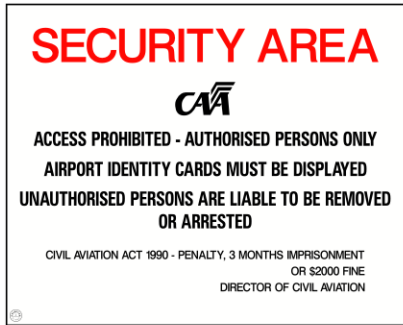 SECURITY AREA
CAA
ACCESS PROHIBITED - AUTHORISED PERSONS ONLY
AIRPORT IDENTITY CARDS MUST BE DISPLAYED
UNAUTHORISED PERSONS ARE LIABLE TO BE REMOVED
OR ARRESTED
CIVIL AVIATION ACT 1990 - PENALTY, 3 MONTHS IMPRISONMENT
OR $2000 FINE
DIRECTOR OF CIVIL AVIATION